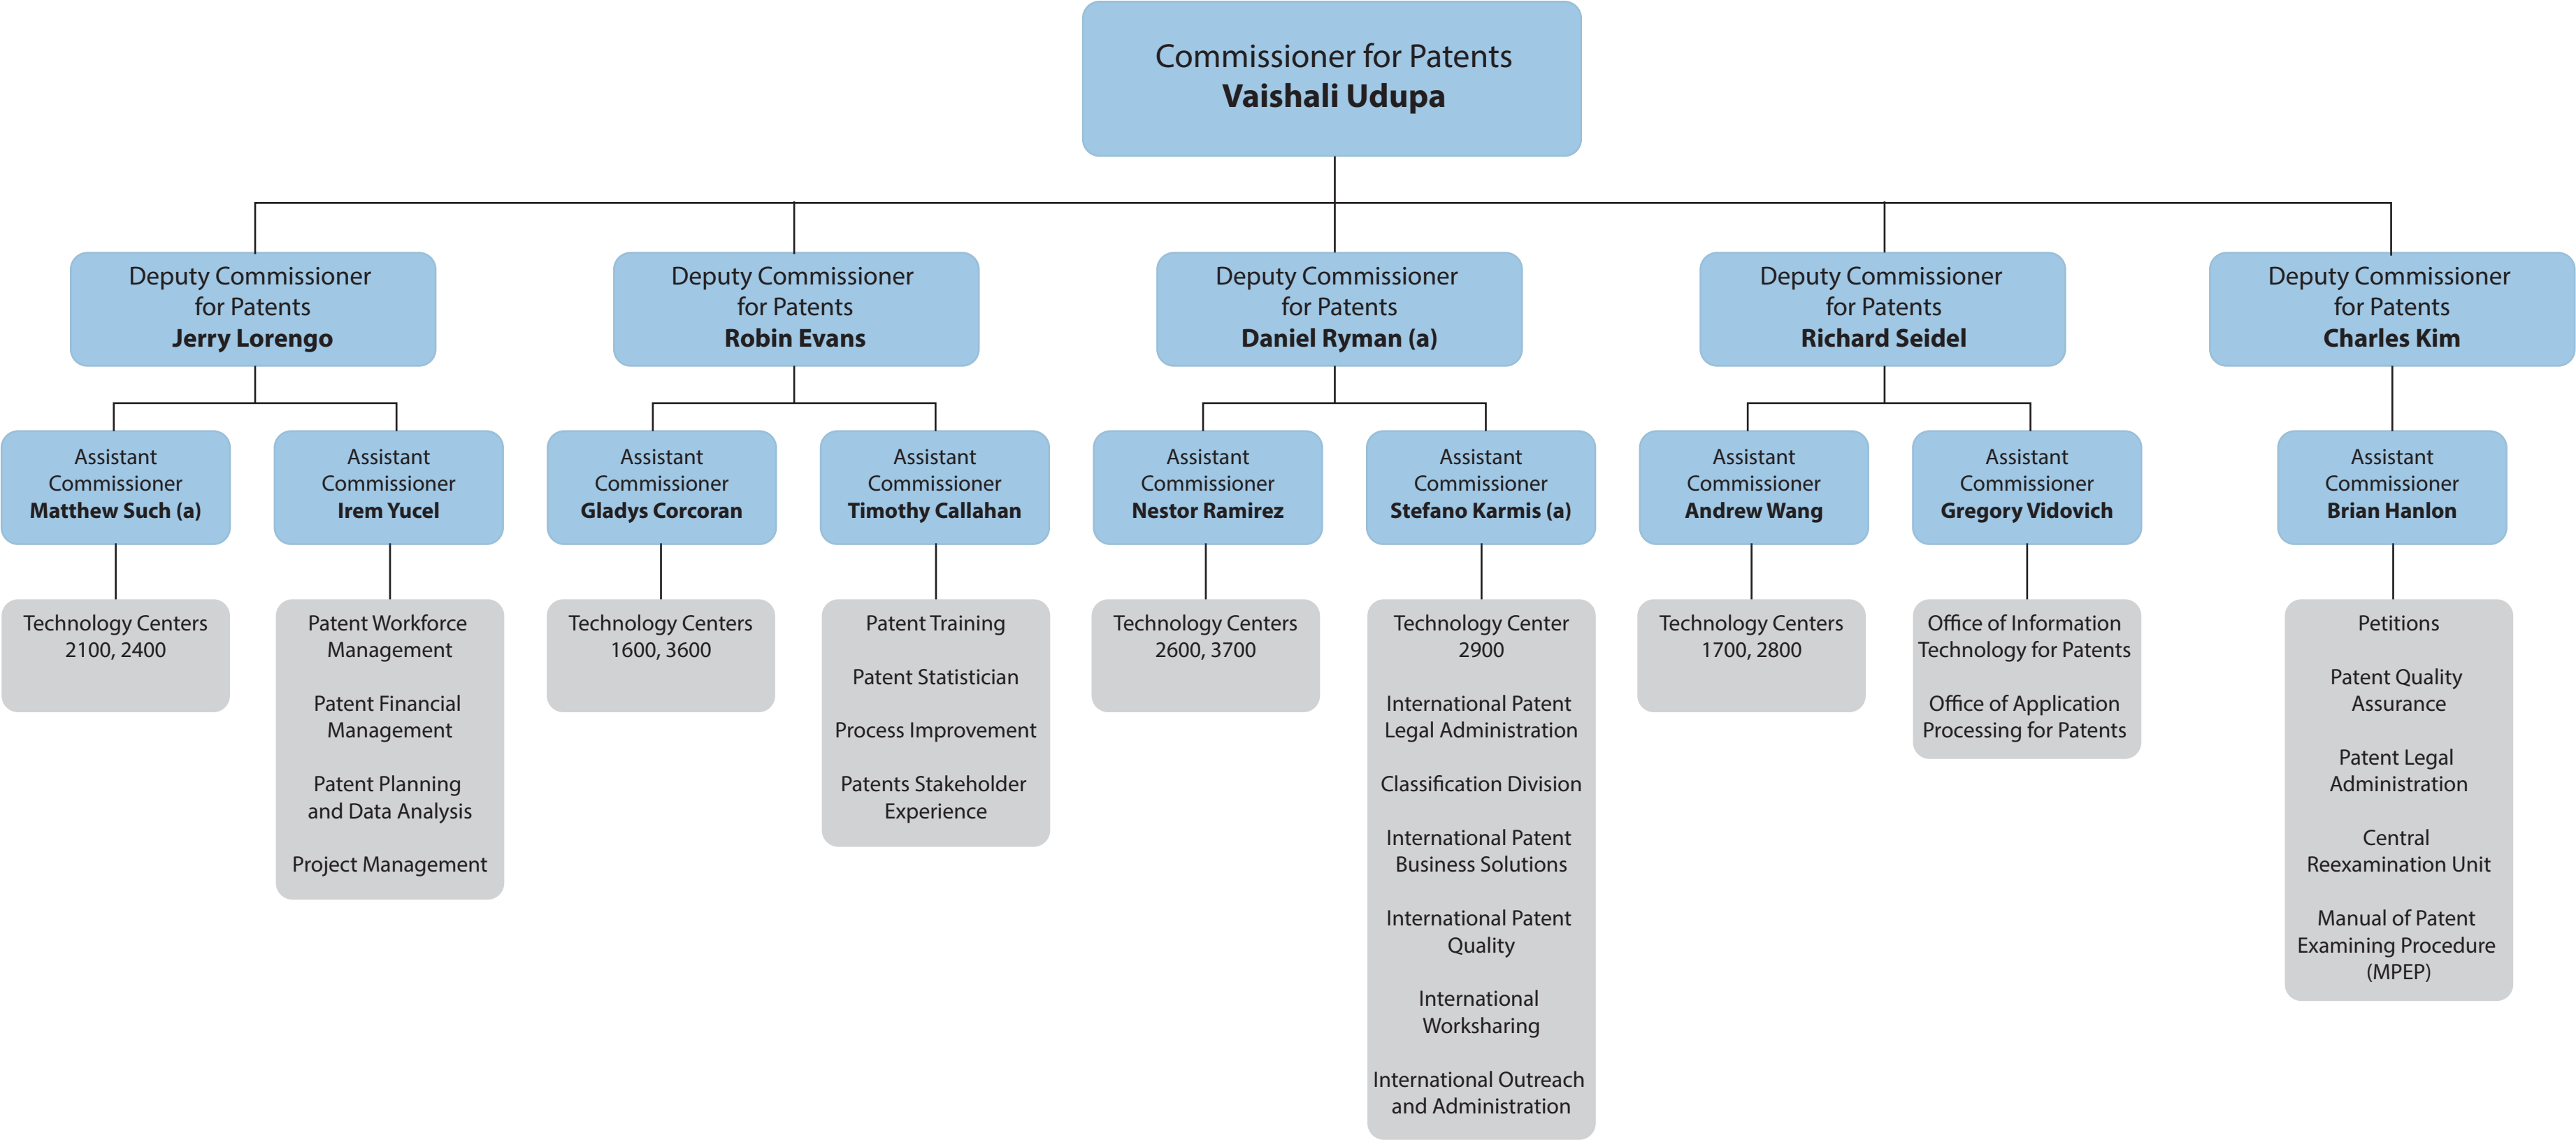 Commissioner for Patents
Vaishali Udupa
Deputy Commissioner
for Patents
Jerry Lorengo
Deputy Commissioner
for Patents
Robin Evans
Deputy Commissioner
for Patents
Daniel Ryman (a)
Deputy Commissioner
for Patents
Richard Seidel
Deputy Commissioner
for Patents
Charles Kim
Assistant
Commissioner
Matthew Such (a)
Assistant
Commissioner
Irem Yucel
Assistant
Commissioner
Gladys Corcoran
Assistant
Commissioner
Timothy Callahan
Assistant
Commissioner
Nestor Ramirez
Assistant
Commissioner
Stefano Karmis (a)
Assistant
Commissioner
Andrew Wang
Assistant
Commissioner
Gregory Vidovich
Assistant
Commissioner
Brian Hanlon
Technology Centers
2100, 2400
Patent Workforce
Management
Patent Financial
Management
Patent Planning
and Data Analysis
Project Management
Technology Centers
1600, 3600
Patent Training
Patent Statistician
Process Improvement
Patents Stakeholder
Experience
Technology Centers
2600, 3700
Technology Center
2900
International Patent
Legal Administration
Classification Division
International Patent
Business Solutions
International Patent
Quality
International
Worksharing
International Outreach
and Administration
Technology Centers
1700, 2800
Office of Information
Technology for Patents
Office of Application
Processing for Patents
Petitions
Patent Quality
Assurance
Patent Legal
Administration
Central
Reexamination Unit
Manual of Patent
Examining Procedure
(MPEP)